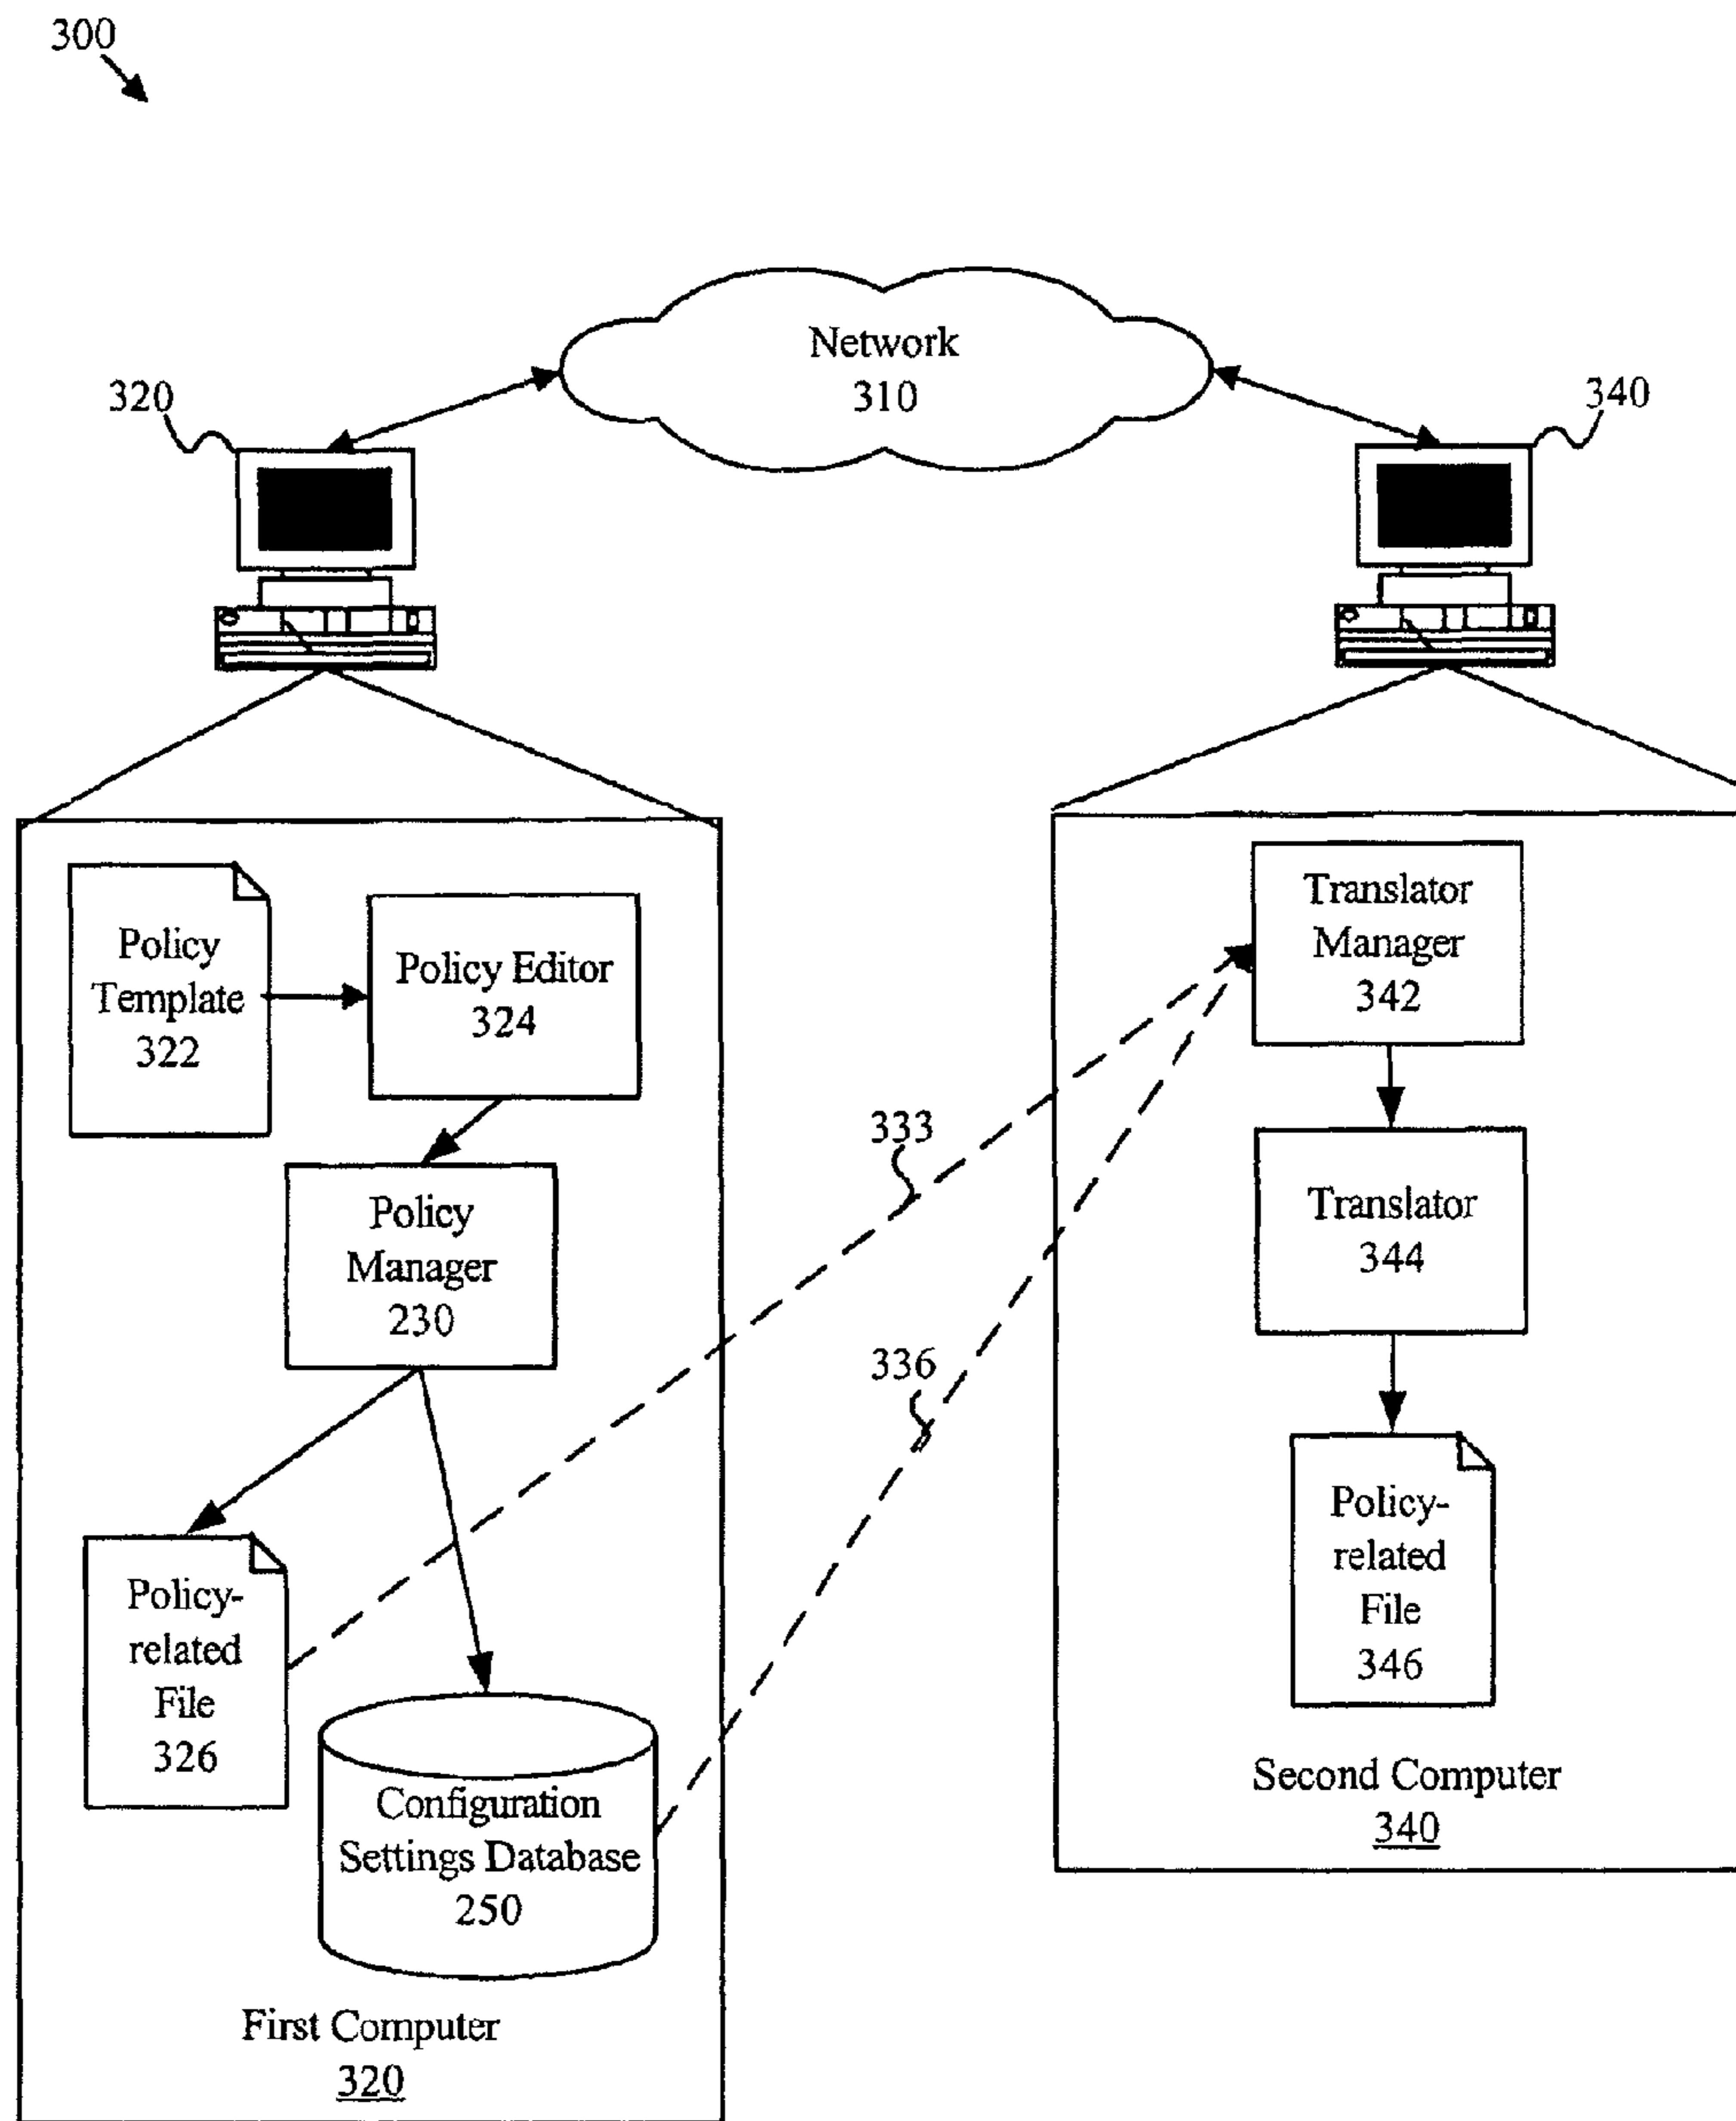 300
Network
310
320
340
Policy
Template
322
Policy Editor
324
Policy
Manager
230
Policy-
related
File
326
Configuration
Settings Database
250
First Computer
320
333
336
Translator
Manager
342
Translator
344
Policy-
related
File
346
Second Computer
340